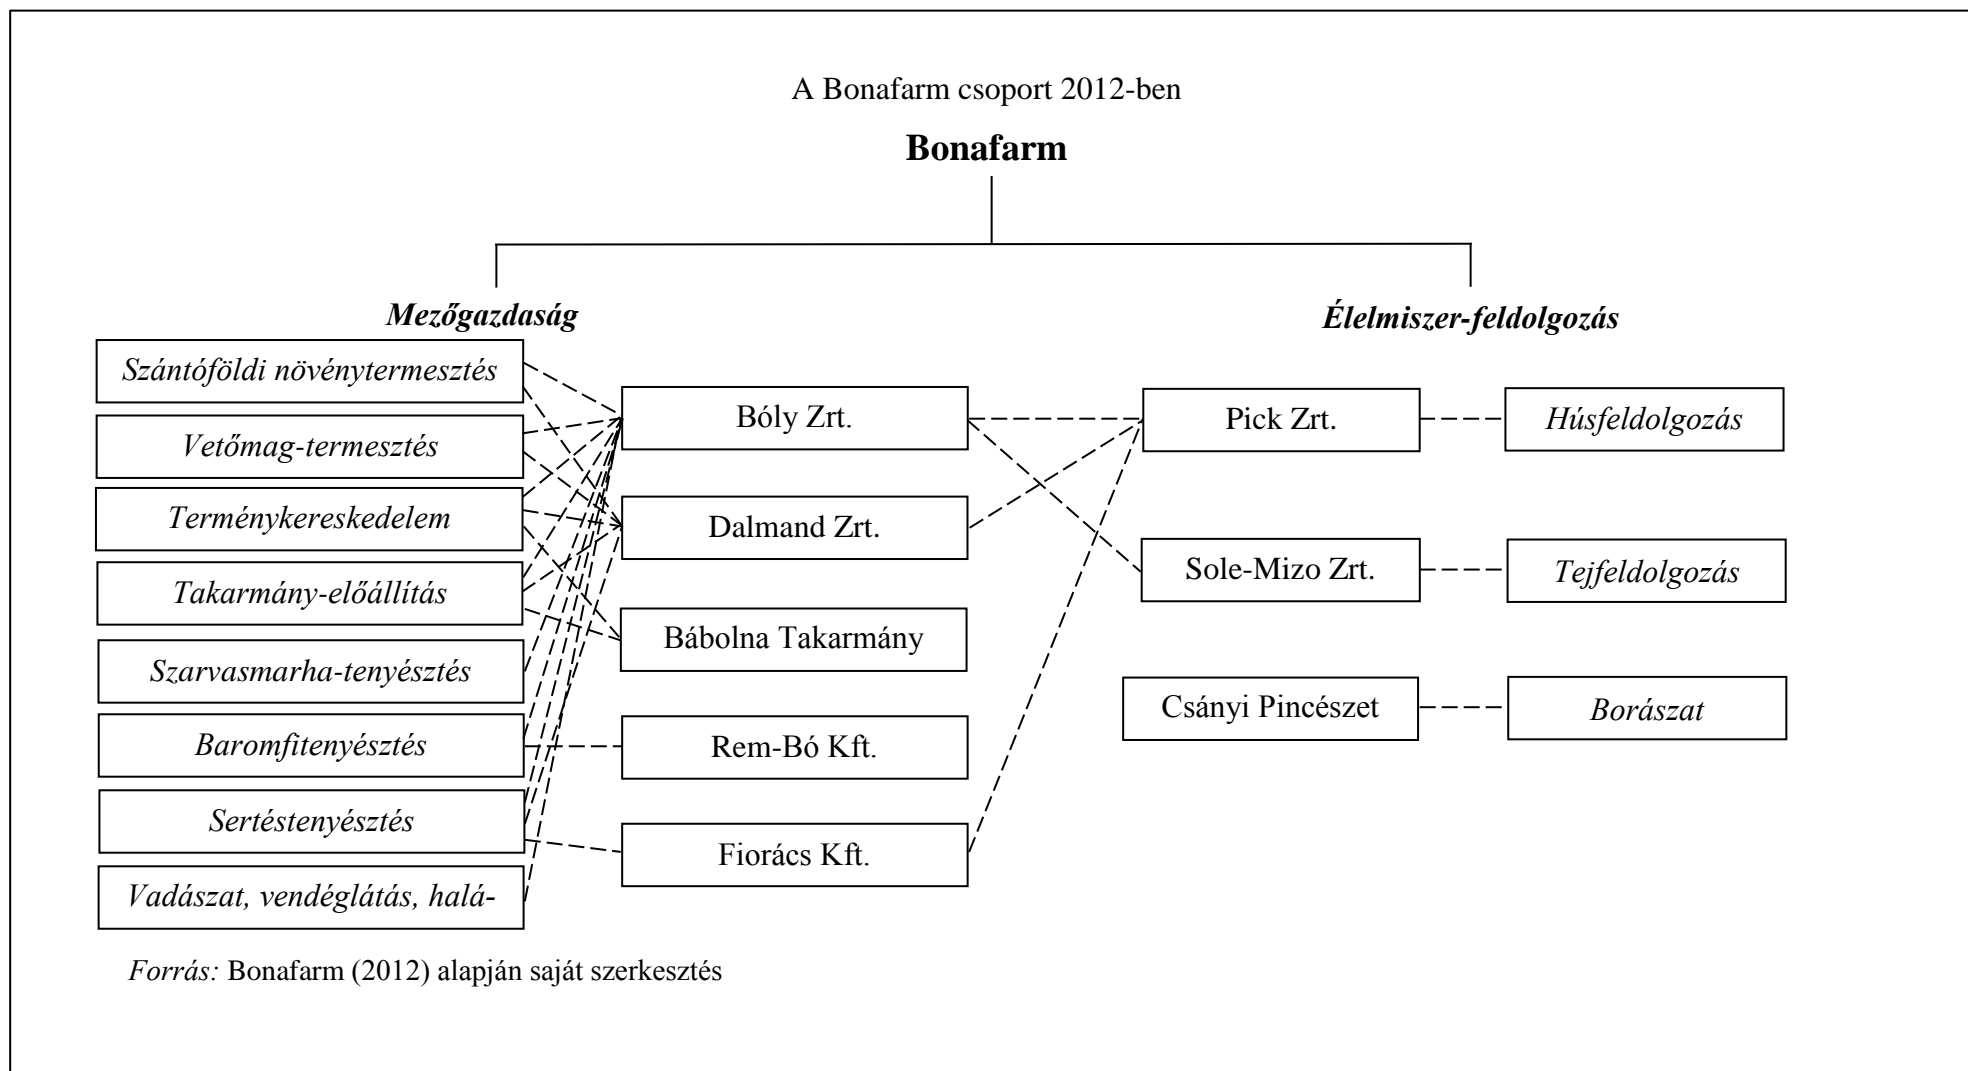 A Bonafarm csoport 2012-ben
Bonafarm
Mezőgazdaság
Élelmiszer-feldolgozás
Szántóföldi növénytermesztés
Vetőmag-termesztés
Terménykereskedelem
Takarmány-előállítás
Szarvasmarha-tenyésztés
Baromfitenyésztés
Sertéstenyésztés
Vadászat, vendéglátás, halá-
Bóly Zrt.
Dalmand Zrt.
Bábolna Takarmány
Rem-Bó Kft.
Fiorács Kft.
Pick Zrt.
Sole-Mizo Zrt.
Csányi Pincészet
Húsfeldolgozás
Tejfeldolgozás
Borászat
Forrás: Bonafarm (2012) alapján saját szerkesztés